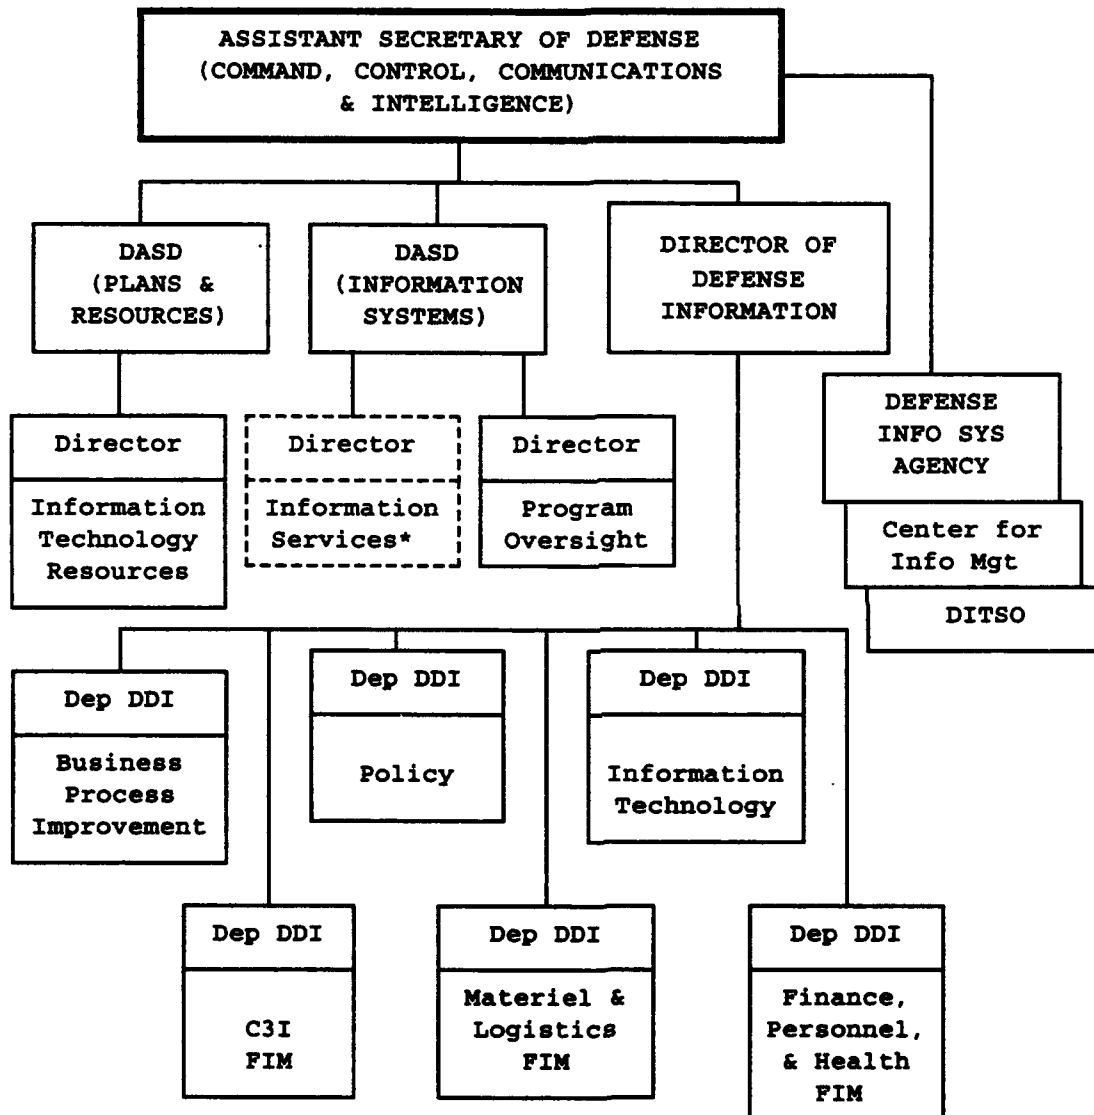 ASSISTANT SECRETARY OF DEFENSE
(COMMAND, CONTROL, COMMUNICATIONS
& INTELLIGENCE)
DASD
(PLANS &
RESOURCES)
DASD
(INFORMATION
SYSTEMS)
DIRECTOR OF
DEFENSE
INFORMATION
Director
Information
Technology
Resources
Director
Information
Services*
Director
Program
Oversight
DEFENSE
INFO SYS
AGENCY
Center for
Info Mgt
DITSO
Dep DDI
Business
Process
Improvement
Dep DDI
Policy
Dep DDI
Information
Technology
Dep DDI
C3I
FIM
Dep DDI
Materiel &
Logistics
FIM
Dep DDI
Finance,
Personnel,
& Health
FIM